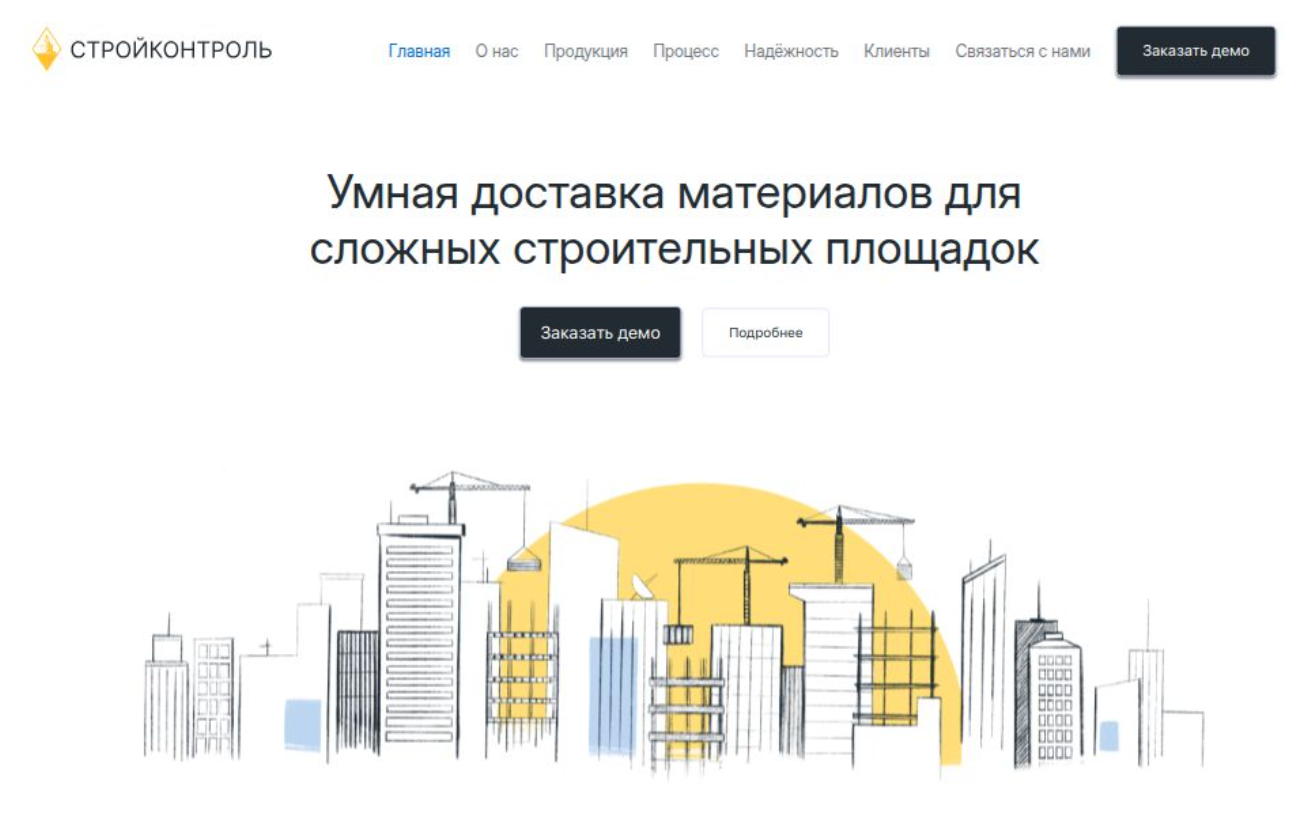 СТРОЙКОНТРОЛЬ
Главная О нас Продукция Процесс Надёжность Клиенты Связаться с нами Заказать демо
Умная доставка материалов для
сложных строительных площадок
Заказать демо Подробнее